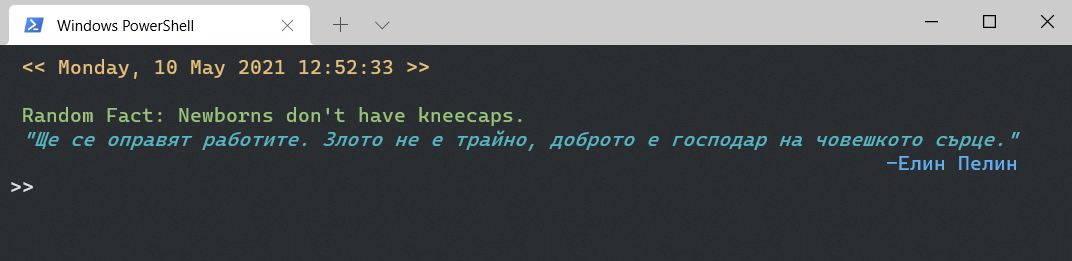 Windows PowerShell
<< Monday, 10 May 2021 12:52:33 >>
Random Fact: Newborns don't have kneecaps.
"Ще се оправят работите. Злото не е трайно, доброто е господар на човешкото сърце."
-Елин Пелин
>>